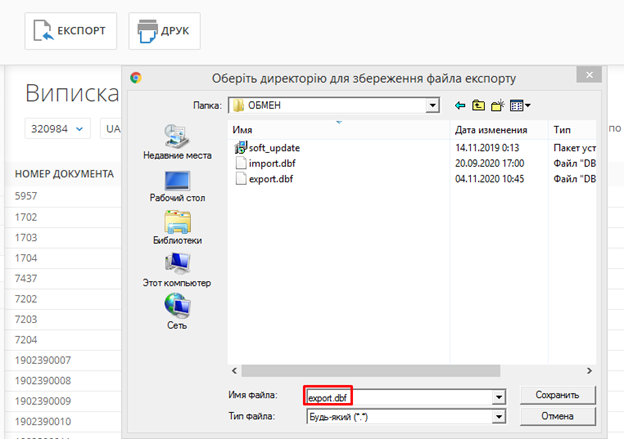 ЕКСПОРТ
ДРУК
Виписка
320984
UA
по
НОМЕР ДОКУМЕНТА
5957
1702
1703
1704
7437
7202
7203
7204
1902390007
1902390008
1902390009
1902390010
Оберіть директорію для збереження файла експорту
Папка:
ОБМЕН
Недавние места
Рабочий стол
Библиотеки
Этот компьютер
Сеть
Имя Дата изменения Тип
soft_update 14.11.2019 0:13 Пакет уст
import.dbf 20.09.2020 17:00 Файл "DB
export.dbf 04.11.2020 10:45 Файл "DB
Имя файла: export.dbf Сохранить
Тип файла: Будь-який (*.*) Отмена